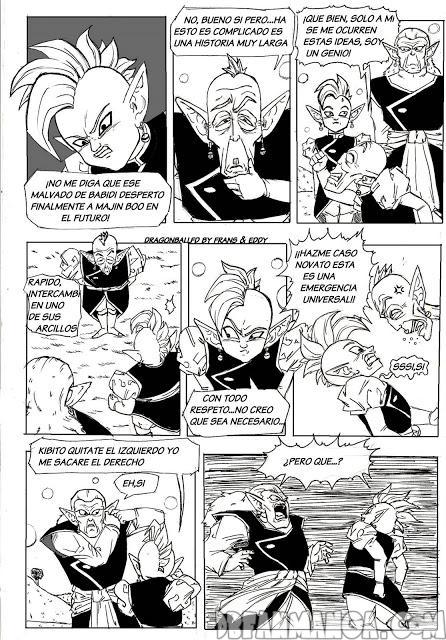 ¡NO ME DIGA QUE ESE
MALVADO DE BABIDI DESPERTO
FINALMENTE A MAJIN BOO EN
EL FUTURO!
NO, BUENO SI PERO...HA
ESTO ES COMPLICADO ES
UNA HISTORIA MUY LARGA
¡QUE BIEN, SOLO A MI
SE ME OCURREN
ESTAS IDEAS, SOY
UN GENIO!
DRAGONBALLFD BY FRANS & EDDY
RAPIDO,
INTERCAMBI
EN UNO
DE SUS
ARCILLOS
CON TODO
RESPETO...NO CREO
QUE SEA NECESARIO...
¡¡HAZME CASO
NOVATO ESTA
ES UNA
EMERGENCIA
UNIVERSAL!!
SSSI,SI
KIBITO QUITATE EL IZQUIERDO YO
ME SACARE EL DERECHO
EH,SI
¿PERO QUE...?
SUBMANGA.COM